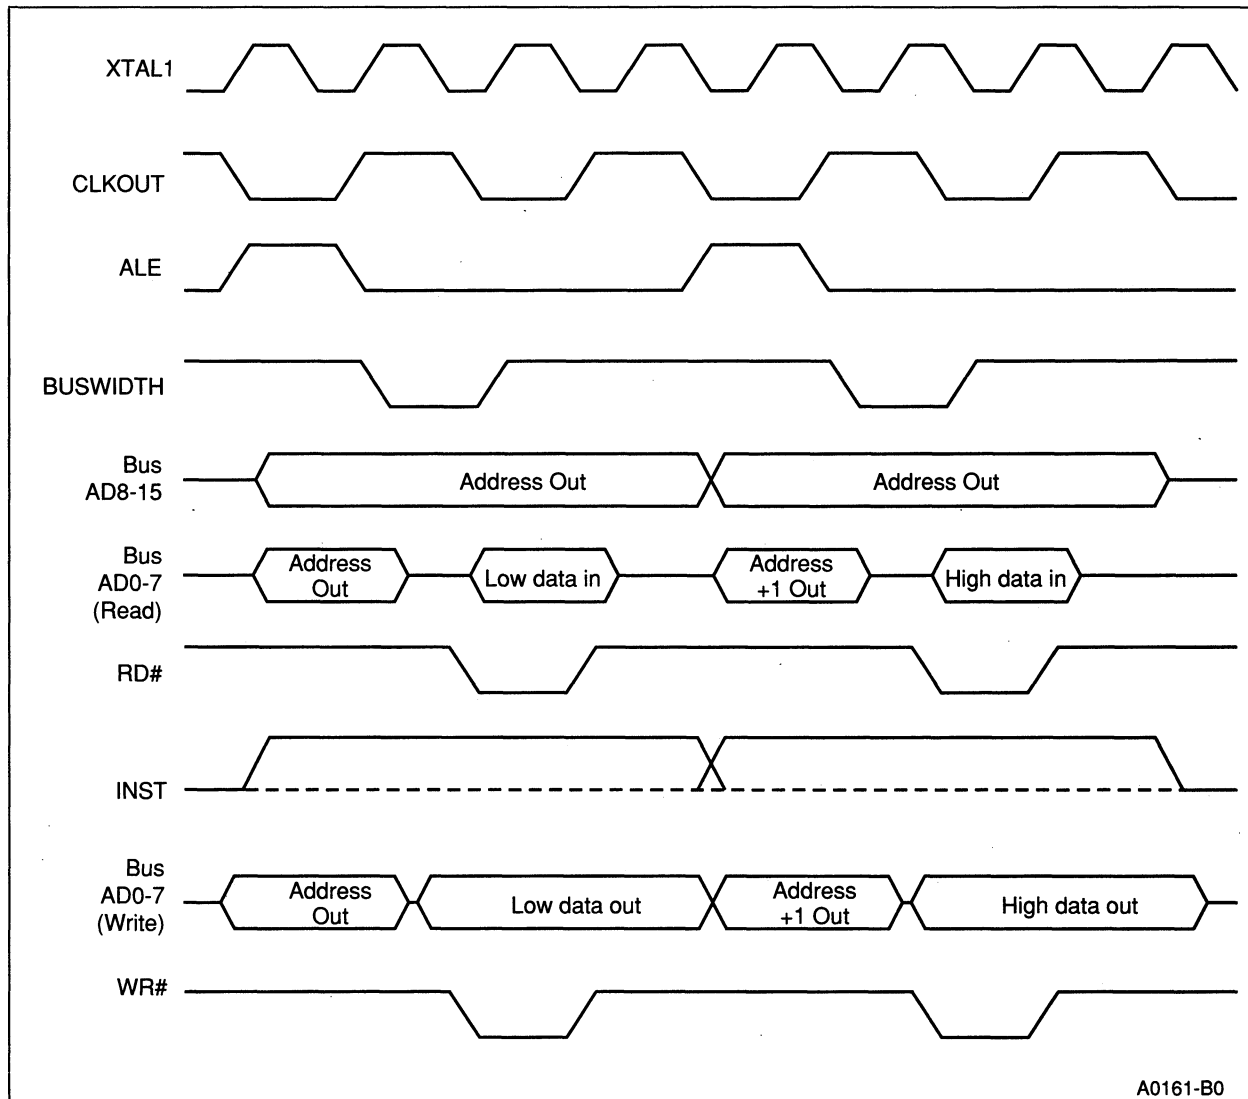 XTAL1
CLKOUT
ALE
BUSWIDTH
Bus
AD8-15
Address Out
Address Out
Bus
AD0-7
(Read)
Address
Out
Low data in
Address
+1 Out
High data in
RD#
INST
Bus
AD0-7
(Write)
Address
Out
Low data out
Address
+1 Out
High data out
WR#
A0161-B0